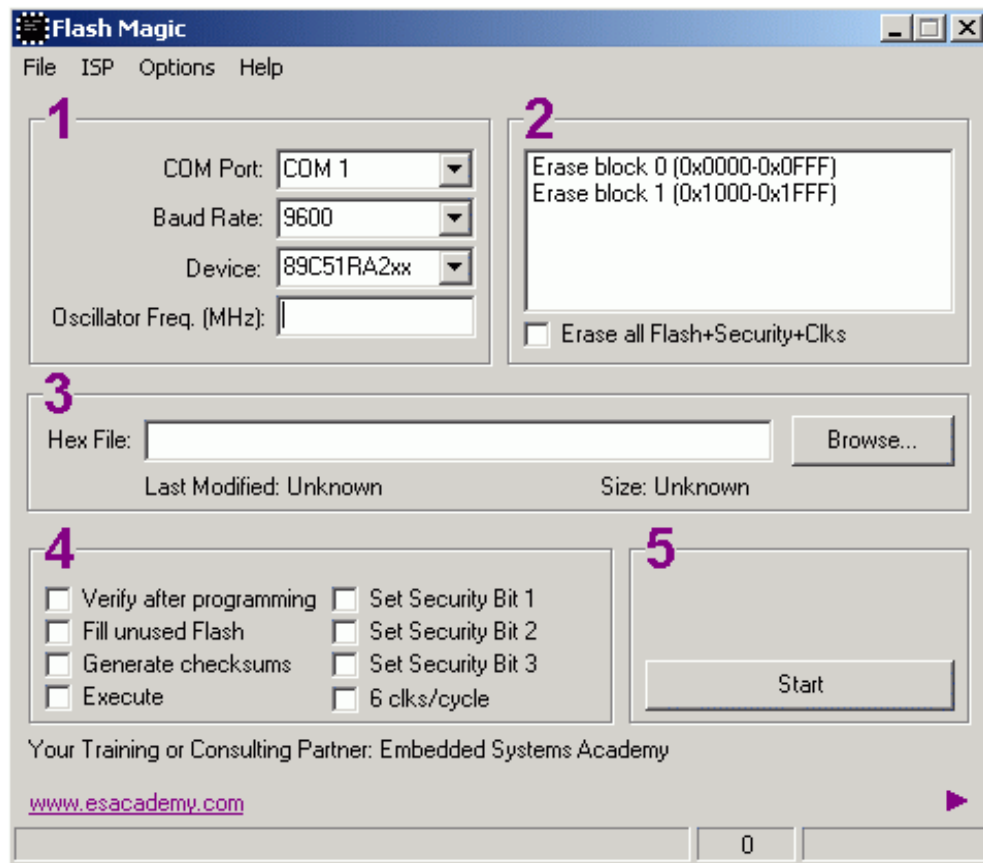 Flash Magic
File ISP Options Help
1
COM Port: COM 1
Baud Rate: 9600
Device: 89C51RA2xx
Oscillator Freq. (MHz):
2
Erase block 0 (0x0000-0x0FFF)
Erase block 1 (0x1000-0x1FFF)
Erase all Flash+Security+Clks
3
Hex File: Browse...
Last Modified: Unknown Size: Unknown
4
Verify after programming Set Security Bit 1
Fill unused Flash Set Security Bit 2
Generate checksums Set Security Bit 3
Execute 6 clks/cycle
5
Start
Your Training or Consulting Partner: Embedded Systems Academy
www.esacademy.com
0